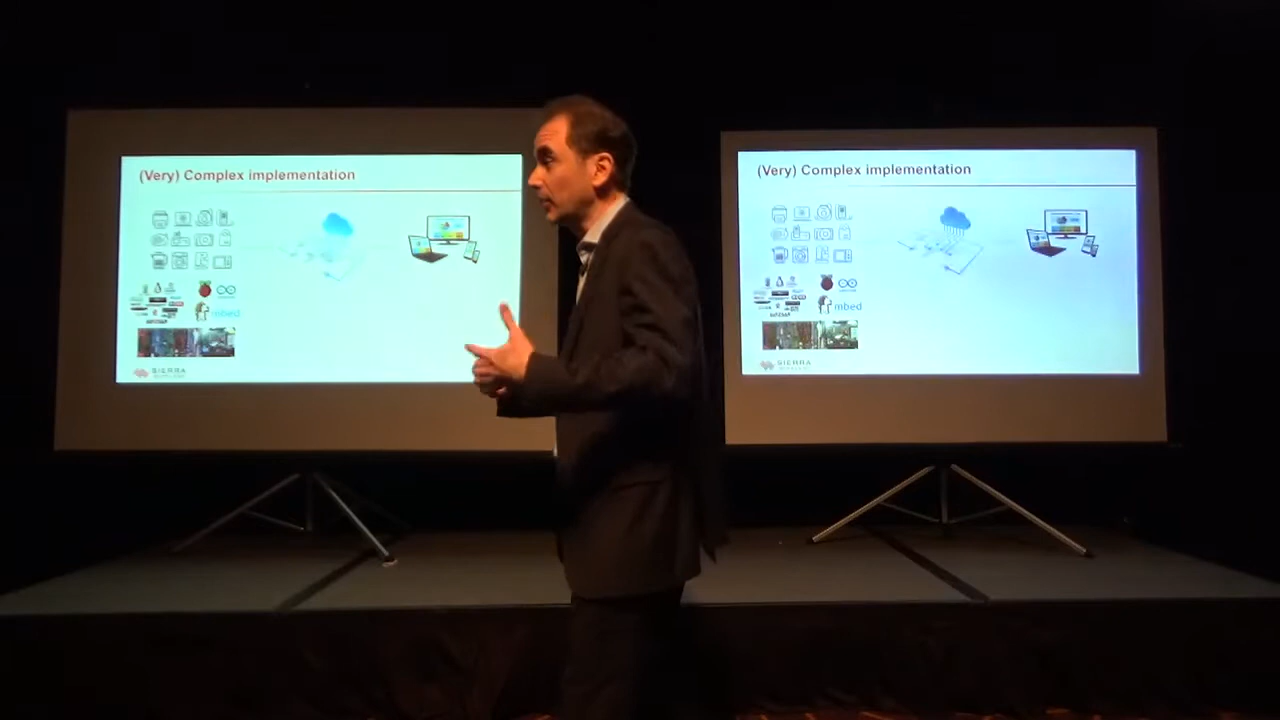 (Very) Complex implementation
mbed
SIERRA
(Very) Complex implementation
mbed
SIERRA